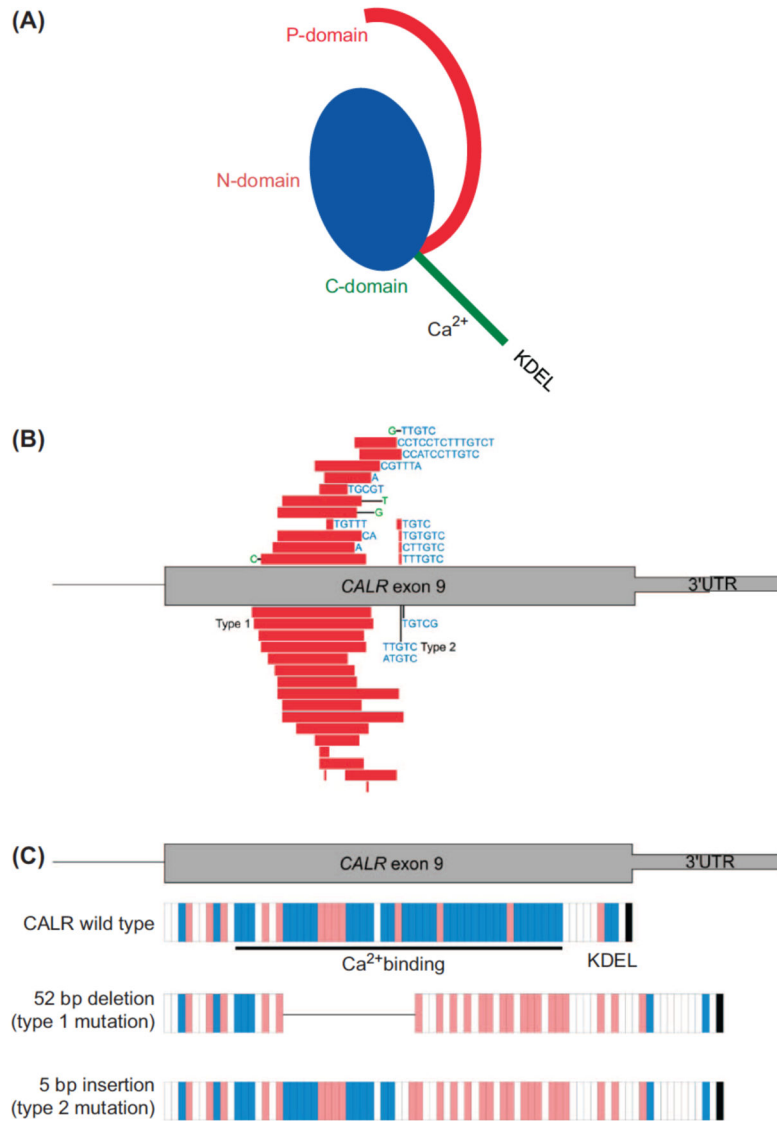 (A)
P-domain
N-domain
C-domain
Ca2+
KDEL
(B)
G TTGTC
CCTCCTCTTTGTCT
CCATCCTTGTC
CGTTTA
A
TGCGT
T
G
TGTTT TGTC
CA TGTGTC
A CTTGTC
C TTTGTC
CALR exon 9 3'UTR
Type 1 TGTCG
TTGTC Type 2
ATGTC
(C)
CALR exon 9 3'UTR
CALR wild type
Ca2+binding KDEL
52 bp deletion
(type 1 mutation)
5 bp insertion
(type 2 mutation)